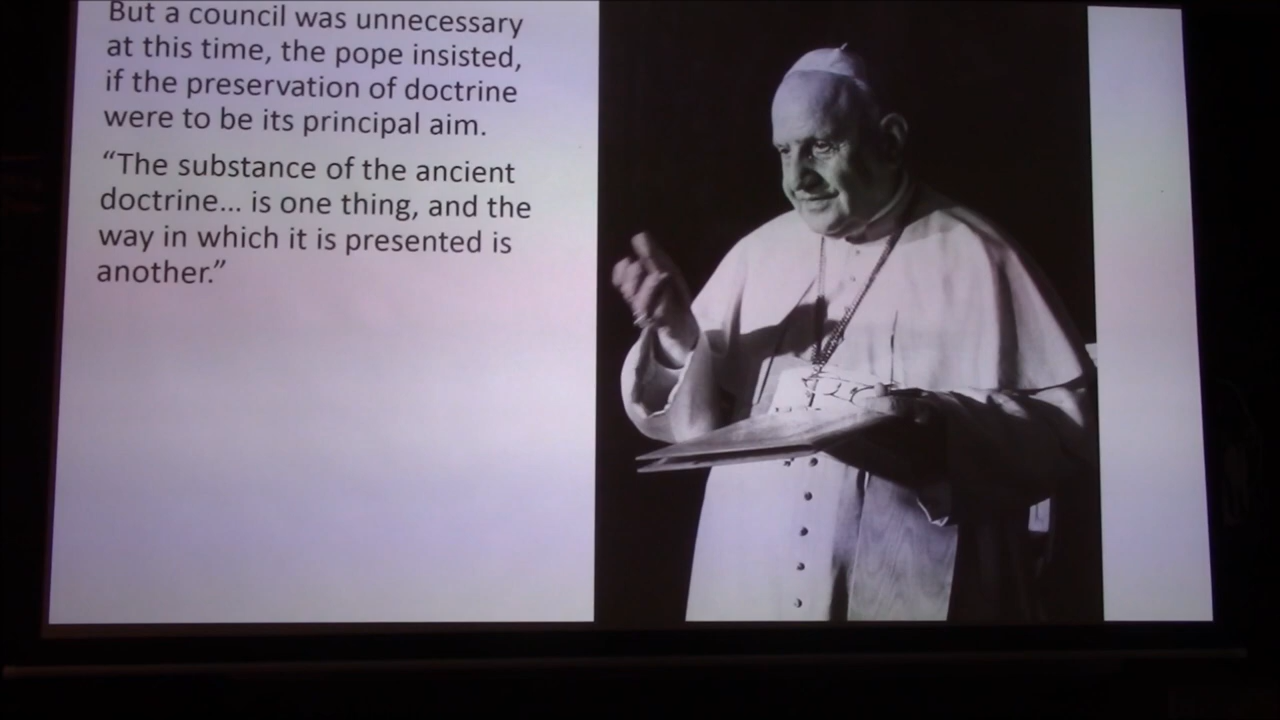 But a council was unnecessary
at this time, the pope insisted,
if the preservation of doctrine
were to be its principal aim.
“The substance of the ancient
doctrine... is one thing, and the
way in which it is presented is
another.”